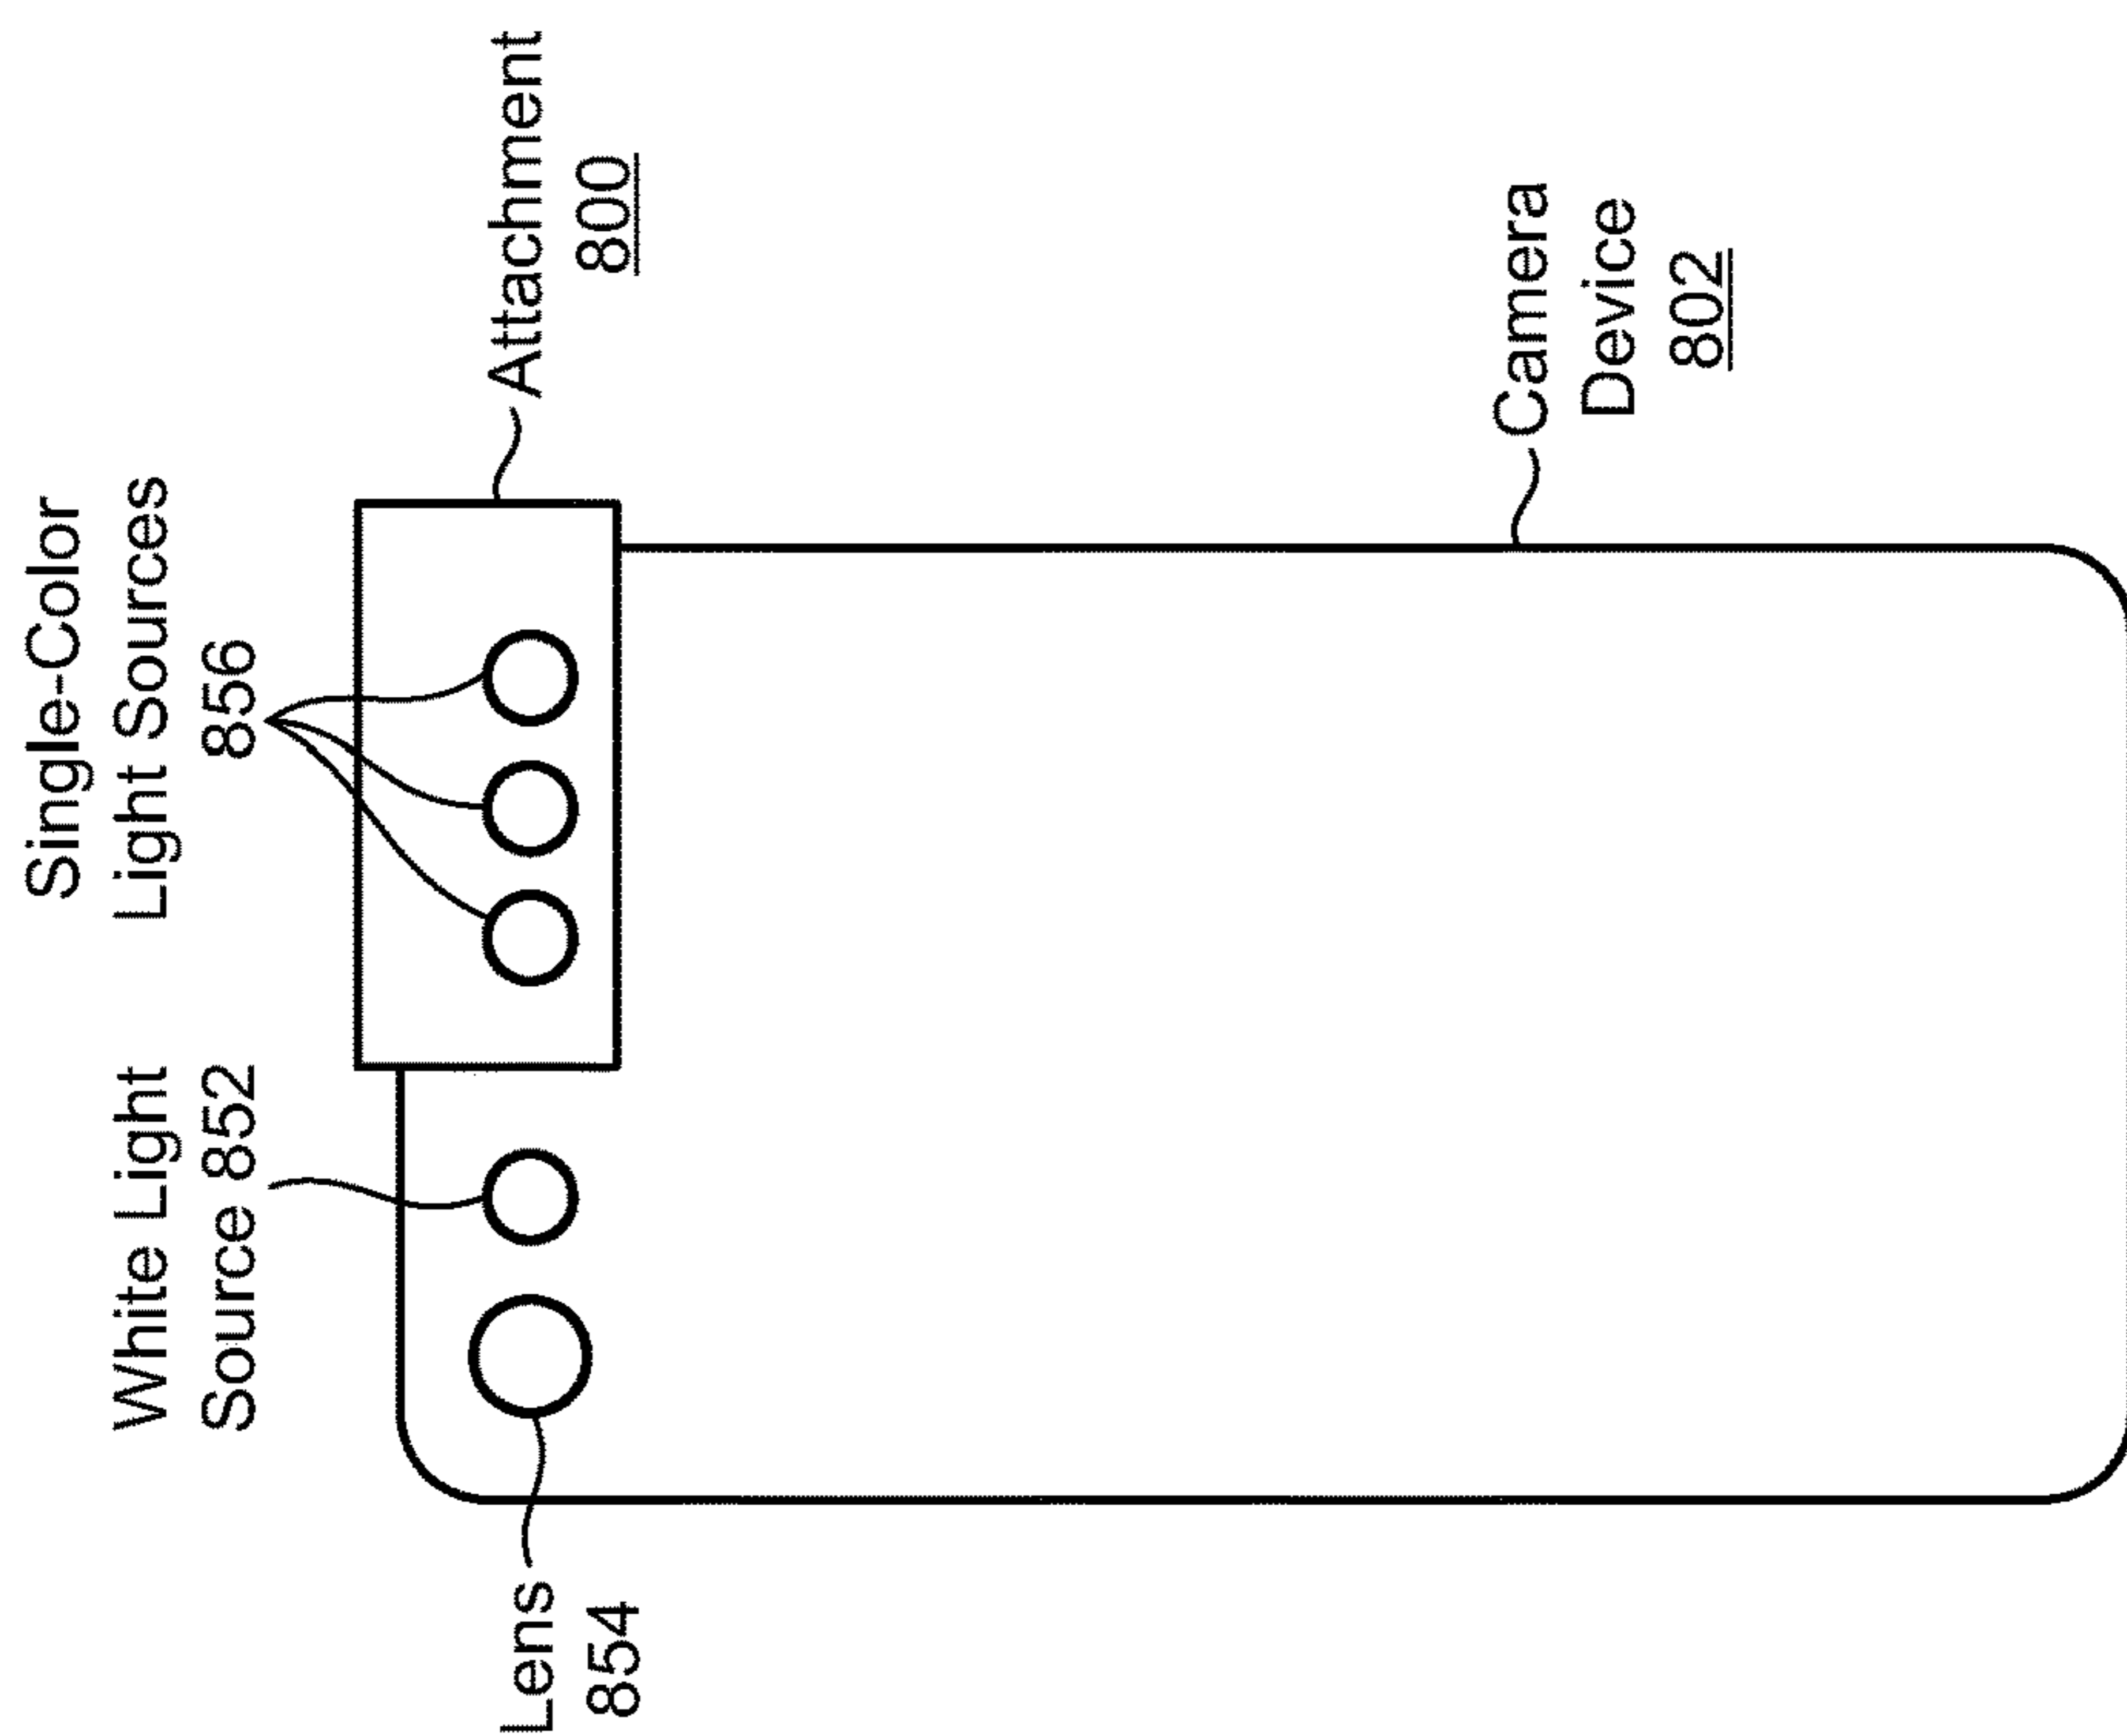 Single-Color
Light Sources
856
White Light
Source 852
Lens
854
Attachment
800
Camera
Device
802